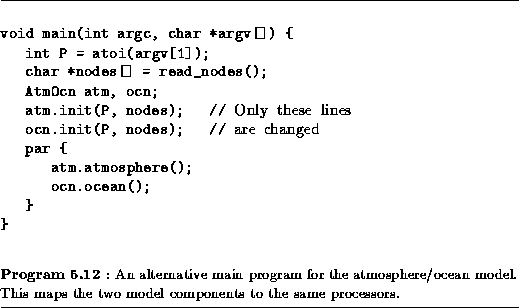 void main(int argc, char *argv[]) {
   int P = atoi(argv[1]);
   char *nodes[] = read_nodes();
   AtmOcn atm, ocn;
   atm.init(P, nodes);   // Only these lines
   ocn.init(P, nodes);   // are changed
   par {
      atm.atmosphere();
      ocn.ocean();
   }
}
Program 5.12 : An alternative main program for the atmosphere/ocean model.
This maps the two model components to the same processors.